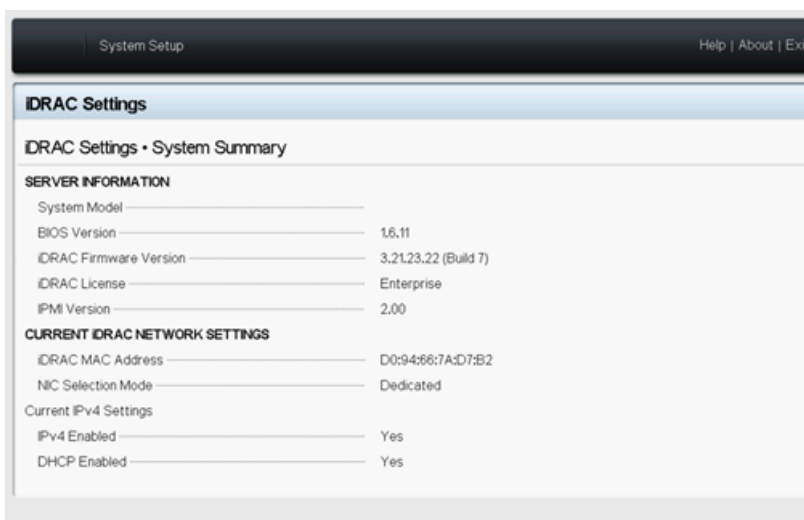 System Setup
Help | About | Exi
iDRAC Settings
iDRAC Settings • System Summary
SERVER INFORMATION
System Model
BIOS Version 1.6.11
iDRAC Firmware Version 3.21.23.22 (Build 7)
iDRAC License Enterprise
IPMI Version 2.00
CURRENT iDRAC NETWORK SETTINGS
iDRAC MAC Address D0:94:66:7A:D7:B2
NIC Selection Mode Dedicated
Current IPv4 Settings
IPv4 Enabled Yes
DHCP Enabled Yes